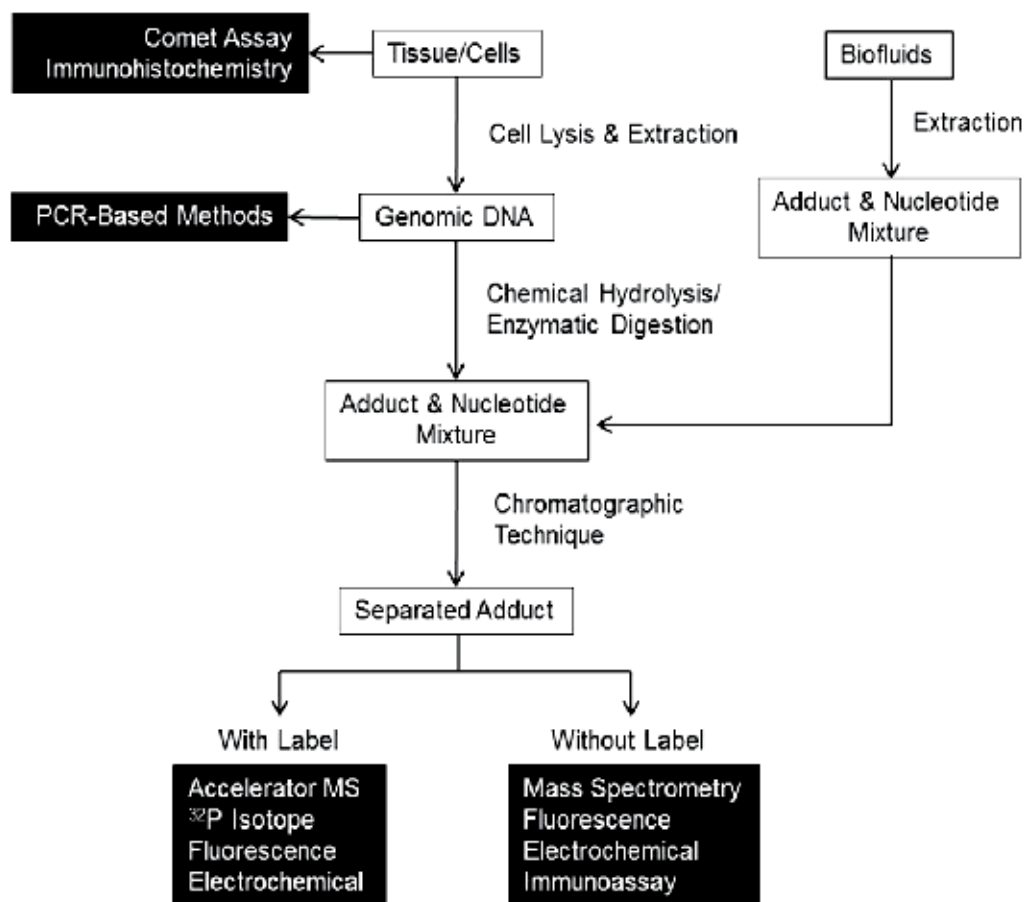 Comet Assay
Immunohistochemistry
Tissue/Cells
Biofluids
Cell Lysis & Extraction
Extraction
PCR-Based Methods
Genomic DNA
Adduct & Nucleotide
Mixture
Chemical Hydrolysis/
Enzymatic Digestion
Adduct & Nucleotide
Mixture
Chromatographic
Technique
Separated Adduct
With Label
Accelerator MS
³²P Isotope
Fluorescence
Electrochemical
Without Label
Mass Spectrometry
Fluorescence
Electrochemical
Immunoassay